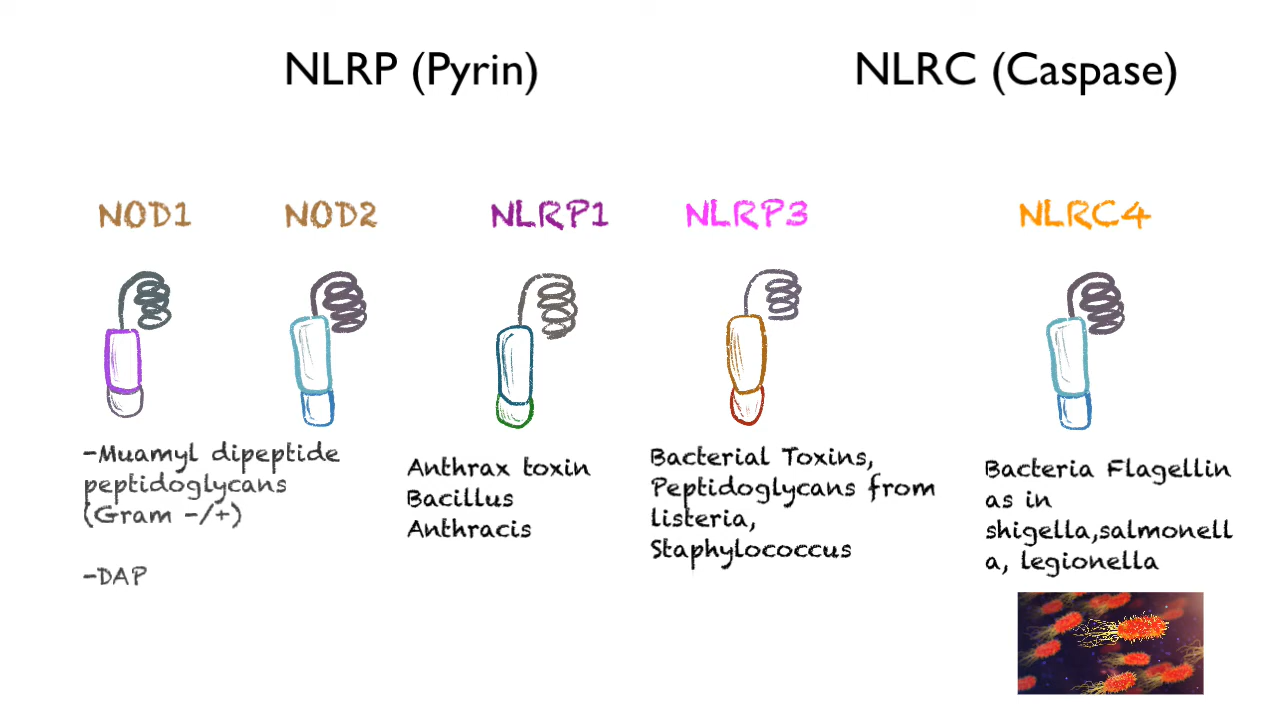 NLRP (Pyrin)
NLRC (Caspase)
NOD1
NOD2
NLRP1
NLRP3
NLRC4
-Muamyl dipeptide
peptidoglycans
(Gram -/+)
-DAP
Anthrax toxin
Bacillus
Anthracis
Bacterial Toxins,
Peptidoglycans from
listeria,
Staphylococcus
Bacteria Flagellin
as in
shigella,salmonell
a, legionella